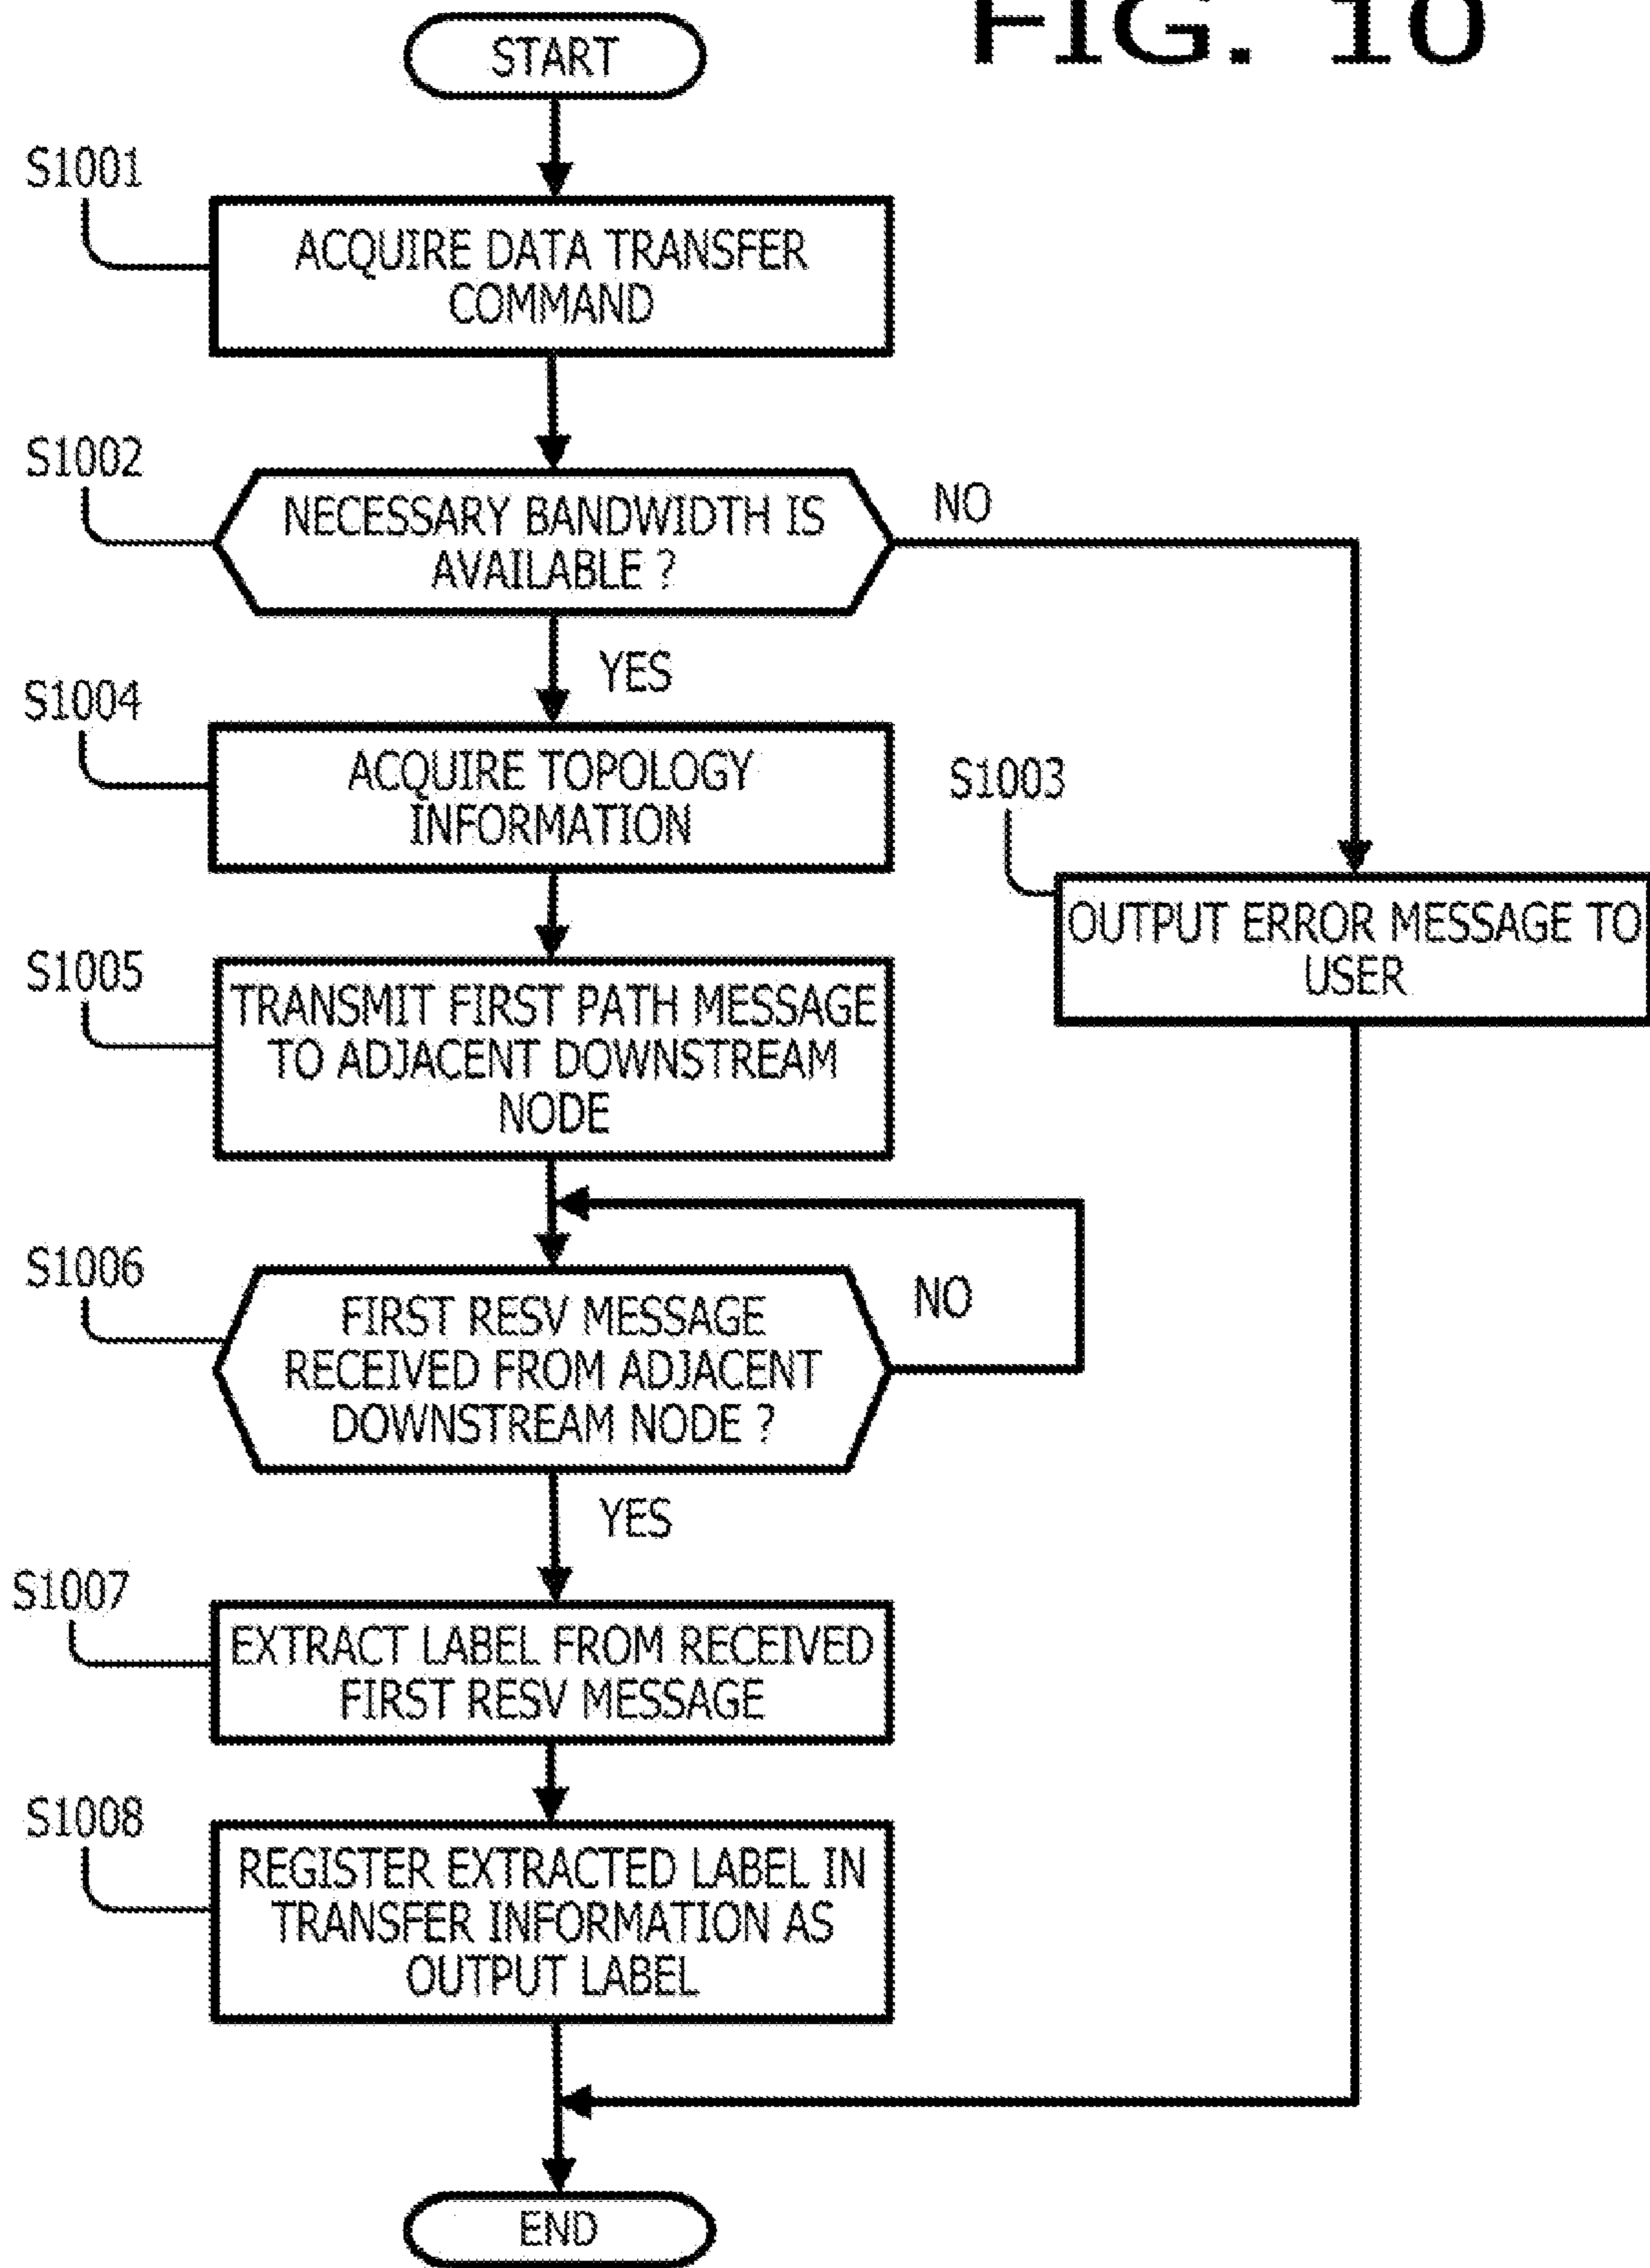 FIG. 10
START
S1001
ACQUIRE DATA TRANSFER
COMMAND
S1002
NECESSARY BANDWIDTH IS
AVAILABLE ?
NO
YES
S1004
ACQUIRE TOPOLOGY
INFORMATION
S1003
OUTPUT ERROR MESSAGE TO
USER
S1005
TRANSMIT FIRST PATH MESSAGE
TO ADJACENT DOWNSTREAM
NODE
S1006
FIRST RESV MESSAGE
RECEIVED FROM ADJACENT
DOWNSTREAM NODE ?
NO
YES
S1007
EXTRACT LABEL FROM RECEIVED
FIRST RESV MESSAGE
S1008
REGISTER EXTRACTED LABEL IN
TRANSFER INFORMATION AS
OUTPUT LABEL
END